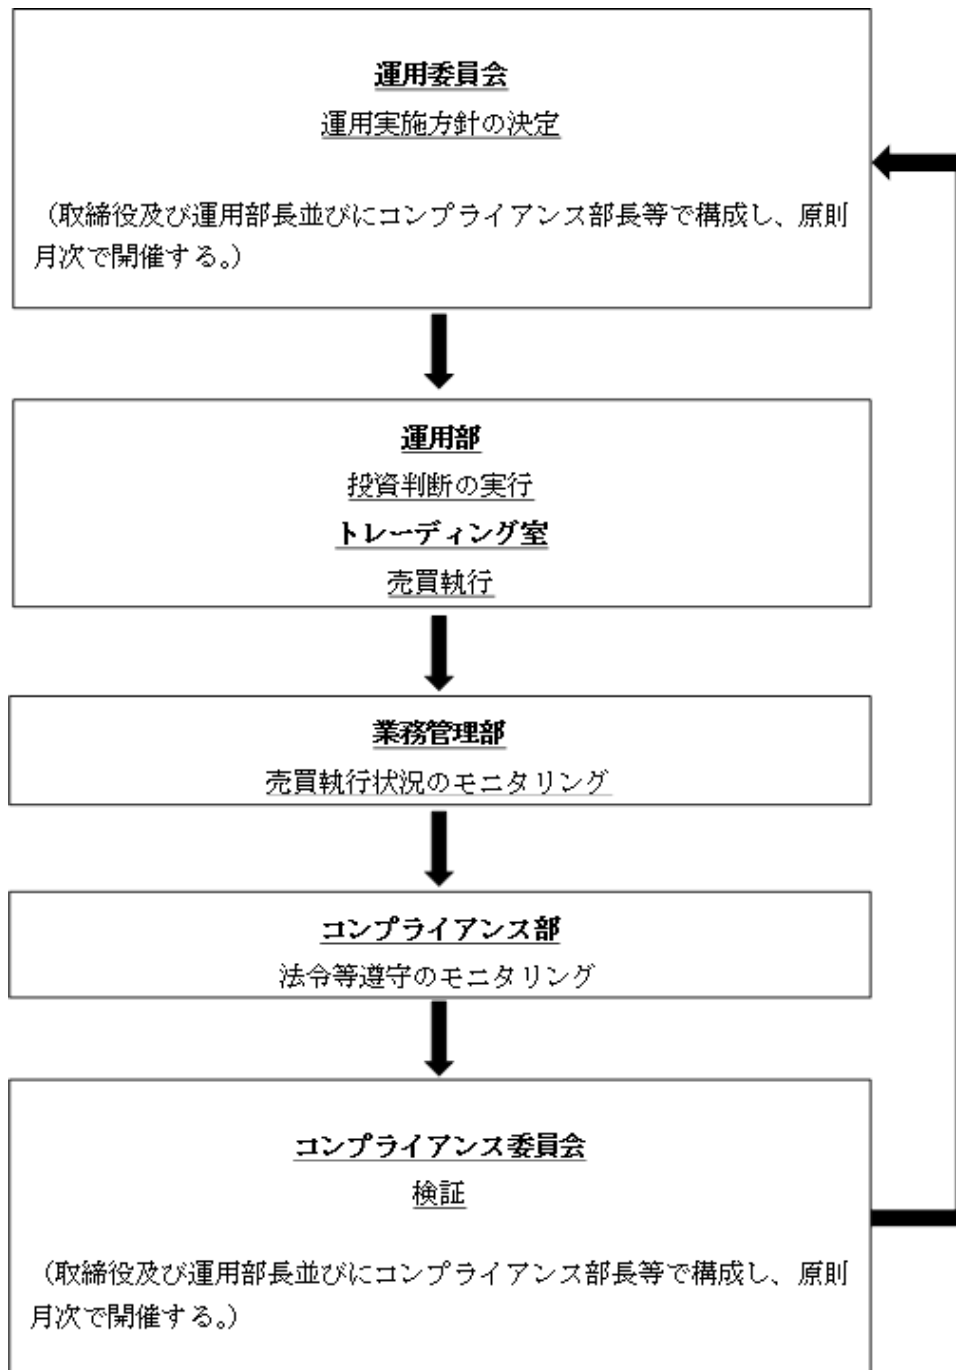 運用委員会
運用実施方針の決定
（取締役及び運用部長並びにコンプライアンス部長等で構成し、原則
月次で開催する。）
運用部
投資判断の実行
トレーディング室
売買執行
業務管理部
売買執行状況のモニタリング
コンプライアンス部
法令等遵守のモニタリング
コンプライアンス委員会
検証
（取締役及び運用部長並びにコンプライアンス部長等で構成し、原則
月次で開催する。）